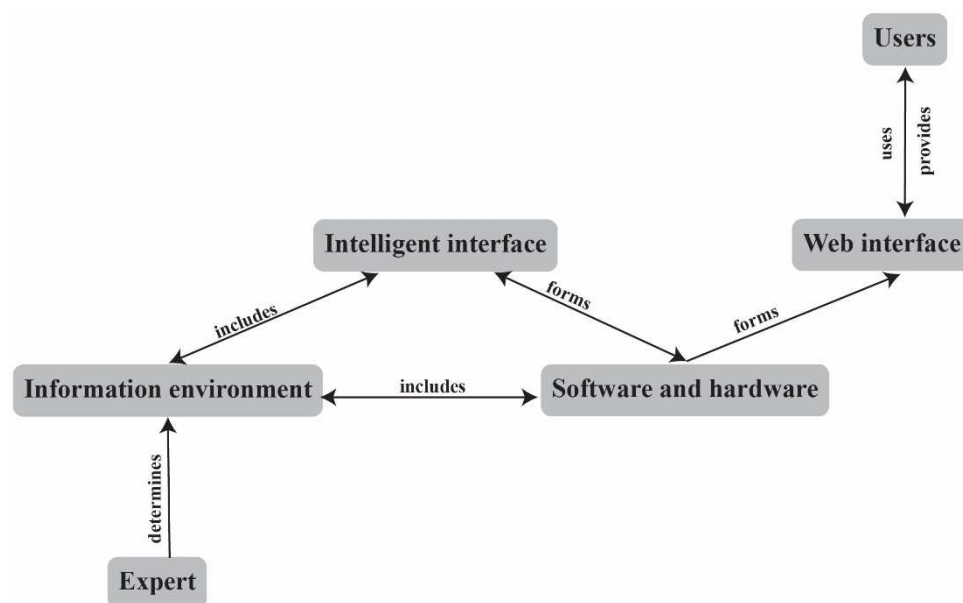 Users
uses
provides
Intelligent interface
Web interface
includes
forms
forms
Information environment
includes
Software and hardware
determines
Expert